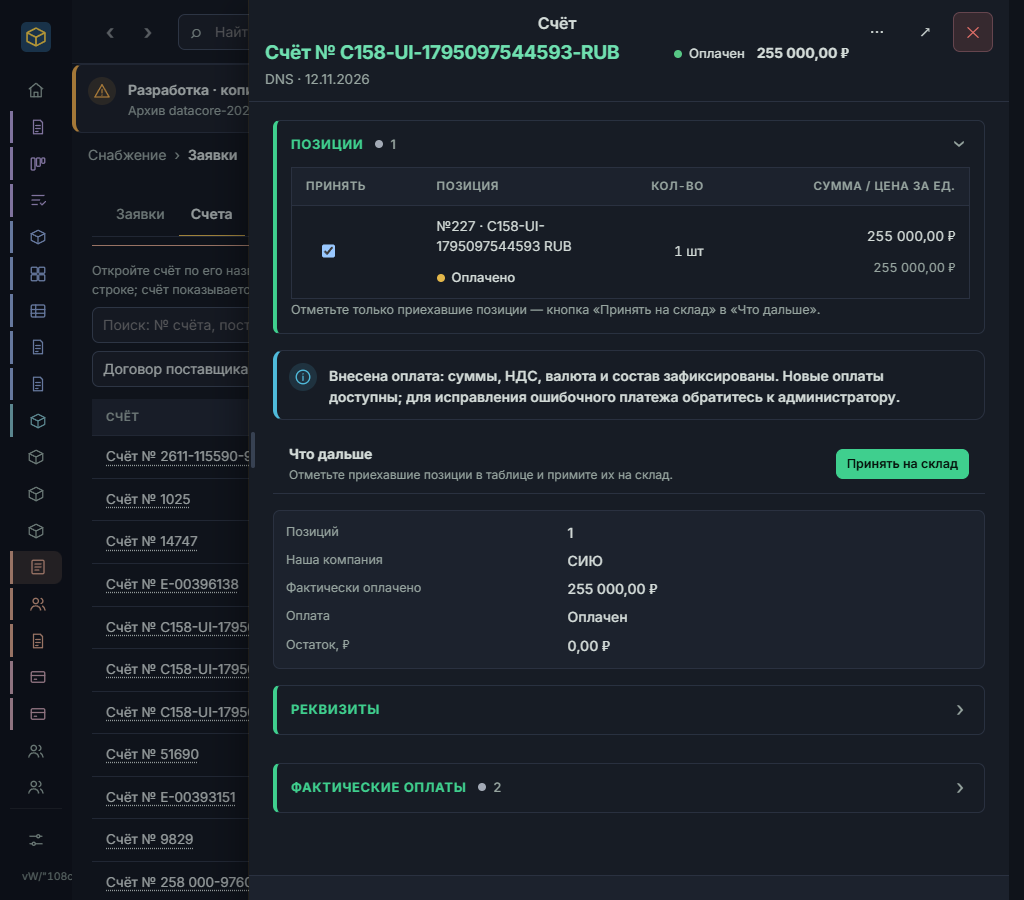 Найт
Разработка · копи
Архив datacore-202
Снабжение › Заявки
Заявки
Счета
Откройте счёт по его назв
строке; счёт показываетс
Поиск: № счёта, пост
Договор поставщика
СЧЁТ
Счёт № 2611-115590-9
Счёт № 1025
Счёт № 14747
Счёт № E-00396138
Счёт № C158-UI-1795
Счёт № C158-UI-1795
Счёт № C158-UI-1795
Счёт № 51690
Счёт № E-00393151
Счёт № 9829
Счёт № 258 000-9760
Счёт
Счёт № C158-UI-1795097544593-RUB
Оплачен 255 000,00 ₽
DNS · 12.11.2026
ПОЗИЦИИ 1
ПРИНЯТЬ ПОЗИЦИЯ КОЛ-ВО СУММА / ЦЕНА ЗА ЕД.
№227 · C158-UI-
1795097544593 RUB
Оплачено
1 шт
255 000,00 ₽
255 000,00 ₽
Отметьте только приехавшие позиции — кнопка «Принять на склад» в «Что дальше».
Внесена оплата: суммы, НДС, валюта и состав зафиксированы. Новые оплаты
доступны; для исправления ошибочного платежа обратитесь к администратору.
Что дальше
Отметьте приехавшие позиции в таблице и примите их на склад.
Принять на склад
Позиций 1
Наша компания СИЮ
Фактически оплачено 255 000,00 ₽
Оплата Оплачен
Остаток, ₽ 0,00 ₽
РЕКВИЗИТЫ
ФАКТИЧЕСКИЕ ОПЛАТЫ 2